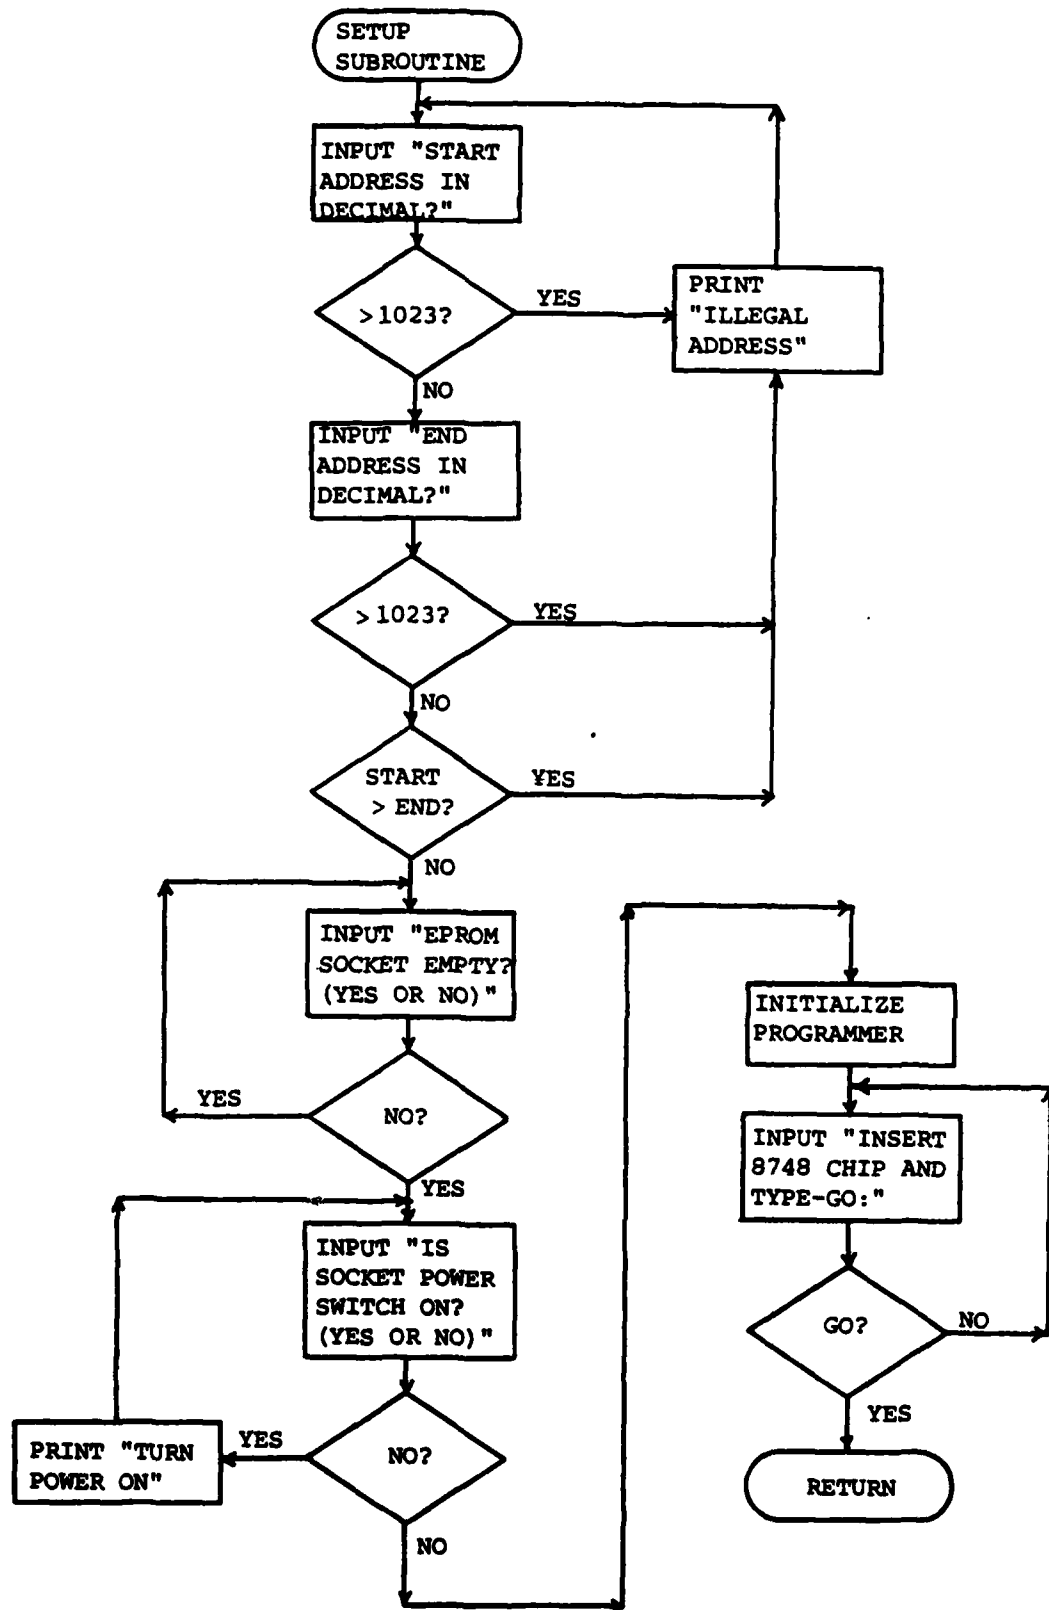 SETUP
SUBROUTINE
INPUT "START
ADDRESS IN
DECIMAL?"
>1023?
YES
PRINT
"ILLEGAL
ADDRESS"
NO
INPUT "END
ADDRESS IN
DECIMAL?"
>1023?
YES
NO
START
> END?
YES
NO
INPUT "EPROM
SOCKET EMPTY?
(YES OR NO)"
NO?
YES
YES
INPUT "IS
SOCKET POWER
SWITCH ON?
(YES OR NO)"
NO?
YES
PRINT "TURN
POWER ON"
NO
INITIALIZE
PROGRAMMER
INPUT "INSERT
8748 CHIP AND
TYPE-GO:"
GO?
NO
YES
RETURN